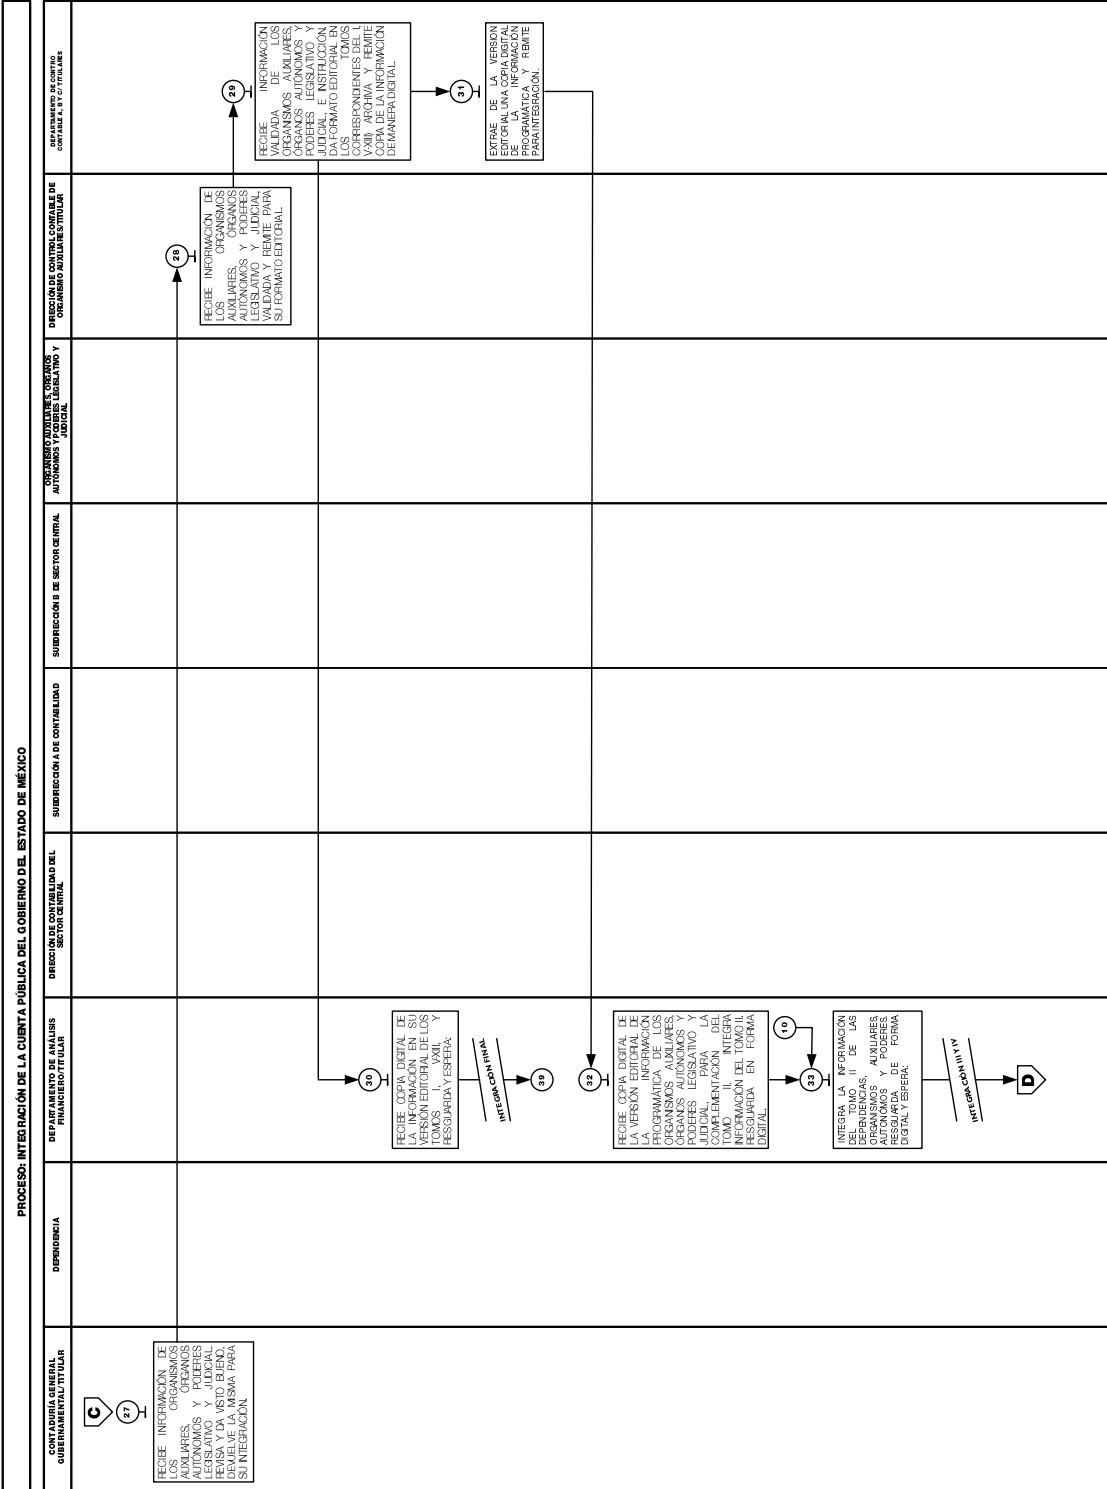 PROCESO: INTEGRACIÓN DE LA CUENTA PÚBLICA DEL GOBIERNO DEL ESTADO DE MÉXICO
CONTADURÍA GENERAL
GUBERNAMENTAL/TITULAR
DEPENDENCIA
DEPARTAMENTO DE ANÁLISIS
FINANCIERO/TITULAR
DIRECCIÓN DE CONTABILIDAD DEL
SECTOR CENTRAL
SUBDIRECCIÓN A DE CONTABILIDAD
SUBDIRECCIÓN B DE SECTOR CENTRAL
ORGANISMO AUXILIARES, ORGANOS
AUTÓNOMOS Y PODERES LEGISLATIVO Y
JUDICIAL
DIRECCIÓN DE CONTROL CONTABLE DE
ORGANISMO AUXILIARES/TITULAR
DEPARTAMENTO DE CONTRO
CONTABLE A, B Y C/ TITULARES
C
27
RECIBE INFORMACIÓN DE
LOS ORGANISMOS
AUXILIARES, ÓRGANOS
AUTÓNOMOS Y PODERES
LEGISLATIVO Y JUDICIAL.
REVISA Y DA VISTO BUENO,
DEVUELVE LA MISMA PARA
SU INTEGRACIÓN.
28
RECIBE INFORMACIÓN DE
LOS ORGANISMOS
AUXILIARES, ÓRGANOS
AUTÓNOMOS Y PODERES
LEGISLATIVO Y JUDICIAL,
VALIDADA Y REMITE PARA
SU FORMATO EDITORIAL.
29
RECIBE INFORMACIÓN
VALIDADA DE LOS
ORGANISMOS AUXILIARES,
ÓRGANOS AUTÓNOMOS Y
PODERES LEGISLATIVO Y
JUDICIAL, E INSTRUCCIÓN,
DA FORMATO EDITORIAL EN
LOS TOMOS
CORRESPONDIENTES DEL I,
V-XIII) ARCHIVA Y REMITE
COPIA DE LA INFORMACIÓN
DE MANERA DIGITAL.
30
RECIBE COPIA DIGITAL DE
LA INFORMACIÓN EN SU
VERSIÓN EDITORIAL DE LOS
TOMOS I, V-XIII, Y
RESGUARDA Y ESPERA:
INTEGRACIÓN FINAL
39
31
EXTRAE DE LA VERSION
EDITORIAL UNA COPIA DIGITAL
DE LA INFORMACIÓN
PROGRAMÁTICA Y REMITE
PARA INTEGRACIÓN.
32
RECIBE COPIA DIGITAL DE
LA VERSIÓN EDITORIAL DE
LA INFORMACIÓN
PROGRAMÁTICA DE LOS
ORGANISMOS AUXILIARES,
ÓRGANOS AUTÓNOMOS Y
PODERES LEGISLATIVO Y
JUDICIAL, PARA LA
COMPLEMENTACIÓN DEL
TOMO II. INTEGRA
INFORMACIÓN DEL TOMO II.
RESGUARDA EN FORMA
DIGITAL.
10
33
INTEGRA LA INFORMACIÓN
DEL TOMO II DE LAS
DEPENDENCIAS,
ORGANISMOS AUXILIARES,
AUTÓNOMOS Y PODERES.
RESGUARDA DE FORMA
DIGITAL Y ESPERA:
INTEGRACIÓN III Y IV
D